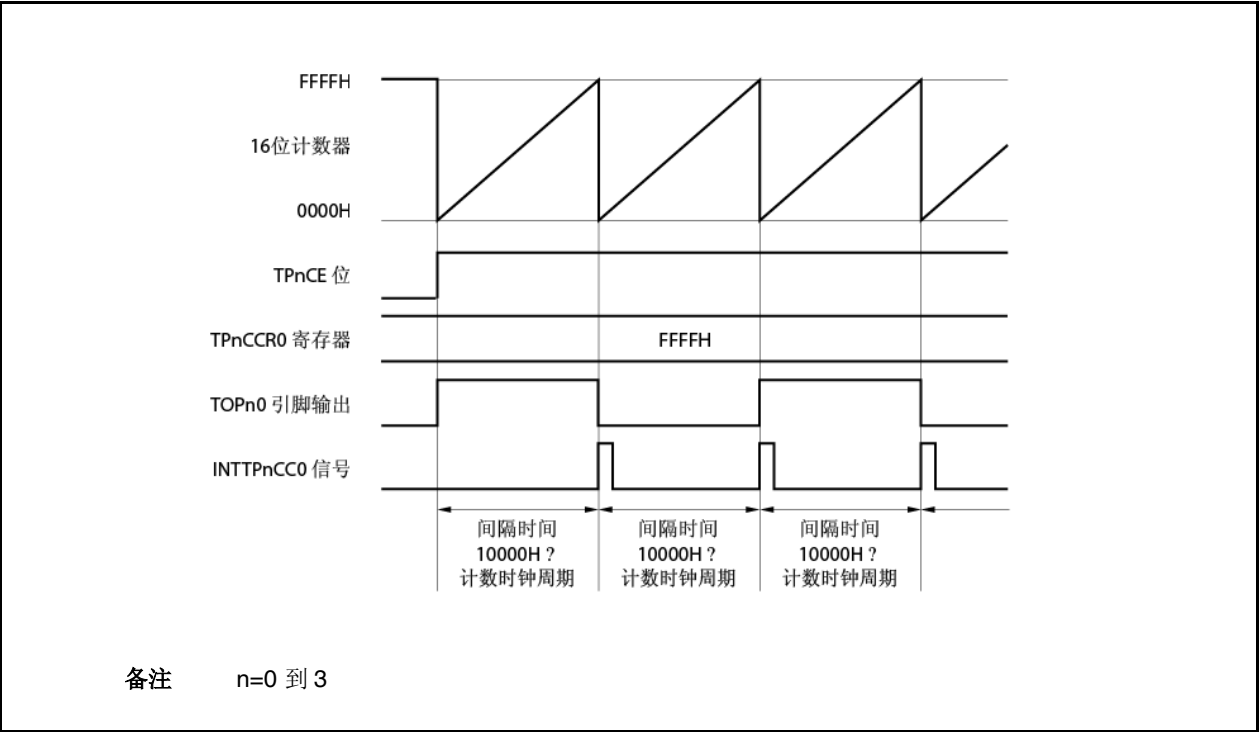 FFFFH
16位计数器
0000H
TPnCE 位
TPnCCR0 寄存器
FFFFH
TOPn0 引脚输出
INTTPnCC0 信号
间隔时间
10000H ?
计数时钟周期
间隔时间
10000H ?
计数时钟周期
间隔时间
10000H ?
计数时钟周期
备注 n=0 到 3